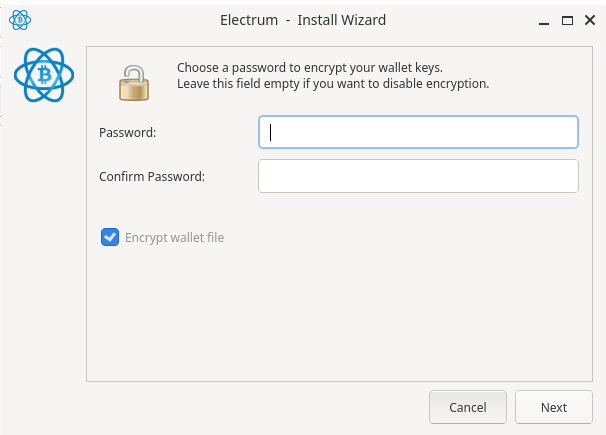 Electrum - Install Wizard
Choose a password to encrypt your wallet keys.
Leave this field empty if you want to disable encryption.
Password:
Confirm Password:
Encrypt wallet file
Cancel
Next